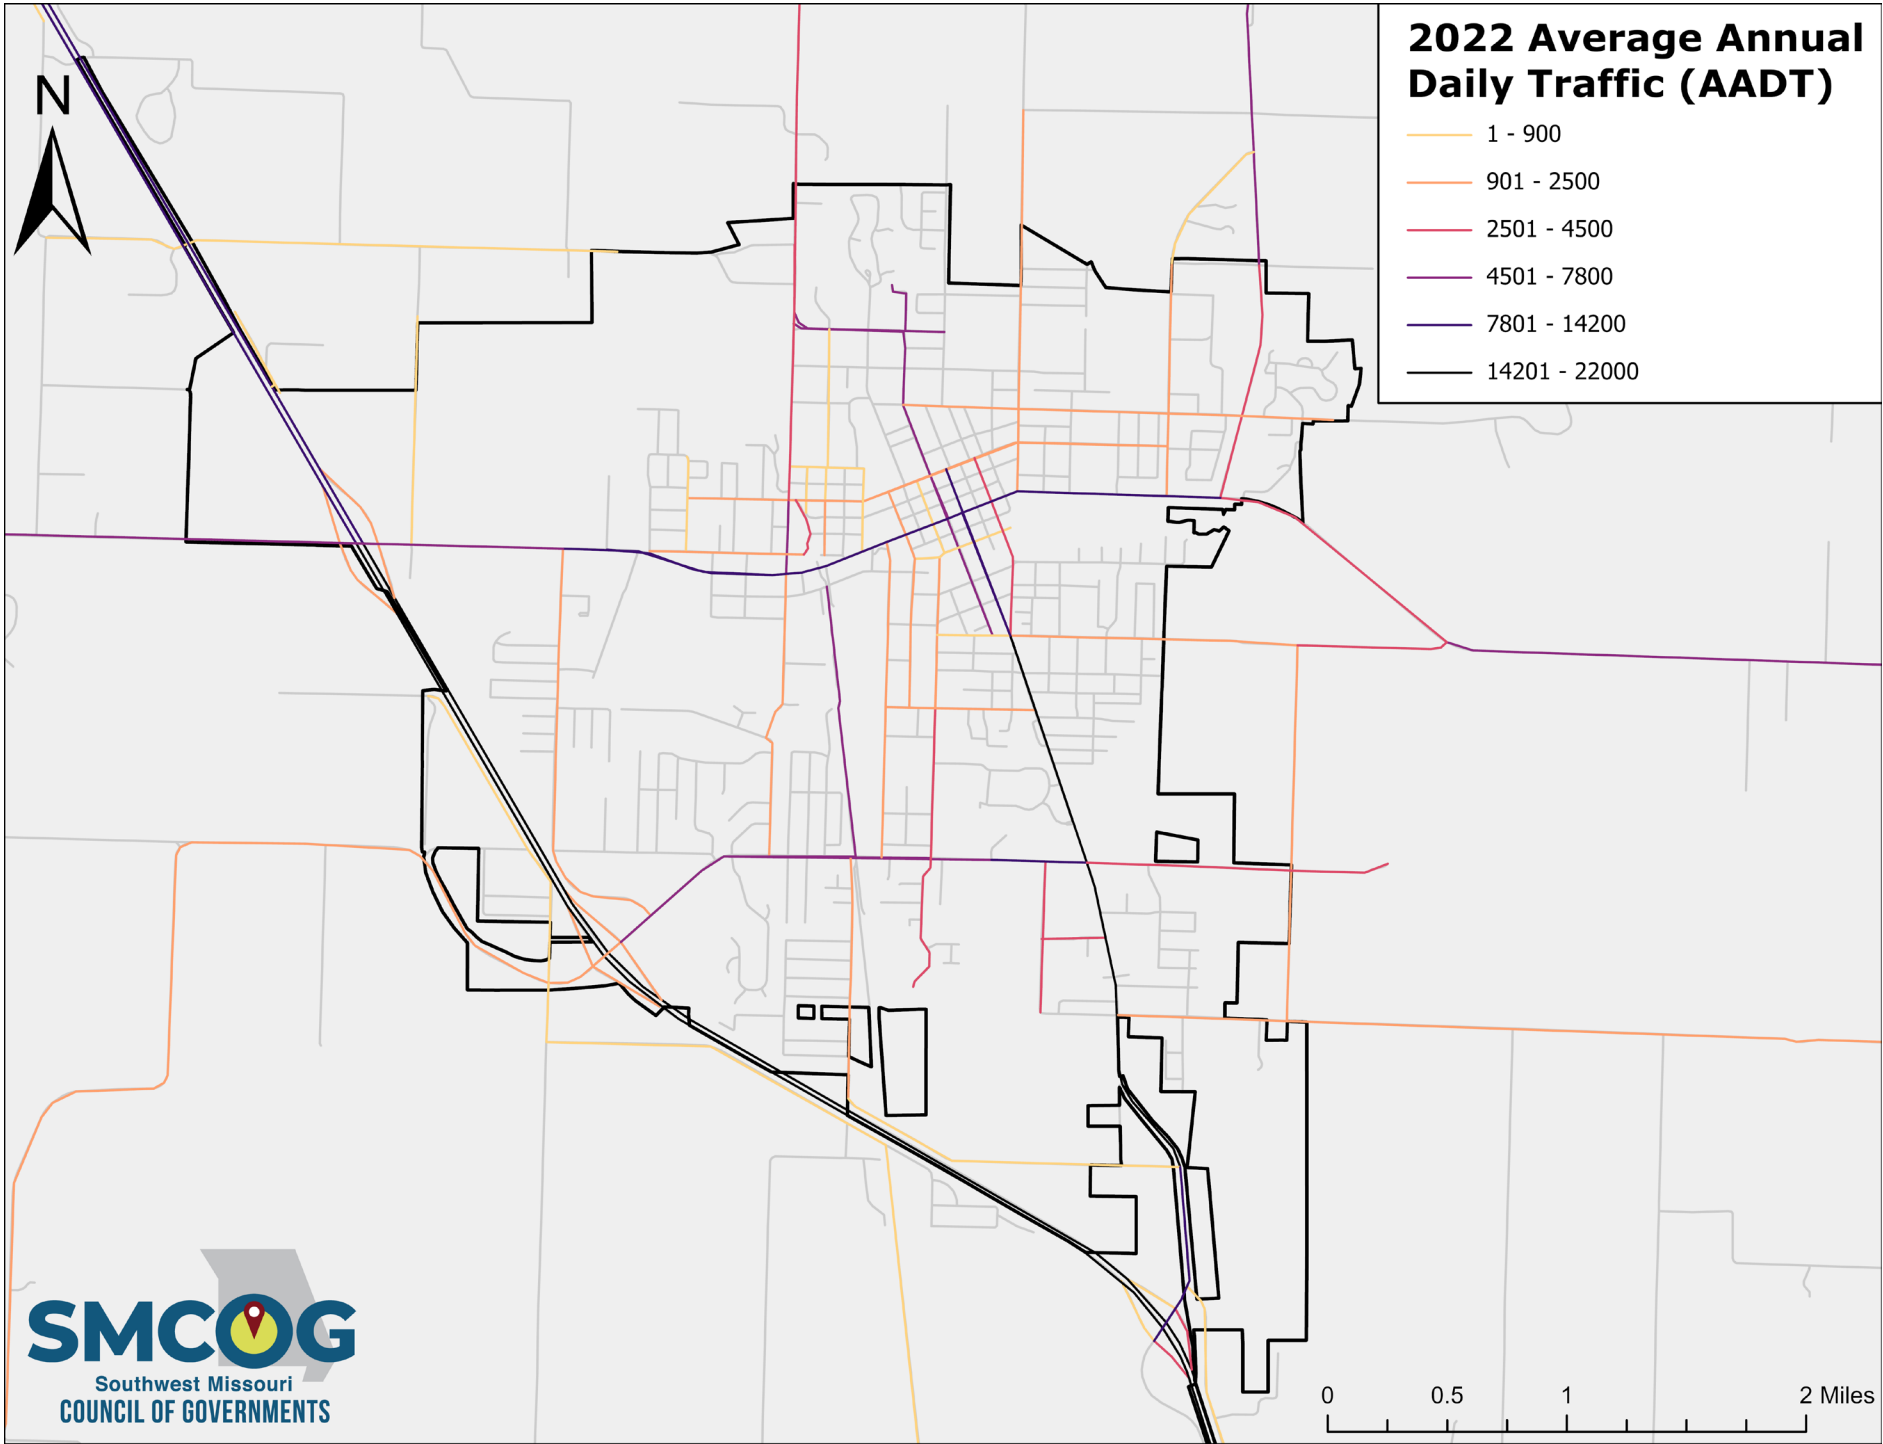 2022 Average Annual
Daily Traffic (AADT)
1 - 900
901 - 2500
2501 - 4500
4501 - 7800
7801 - 14200
14201 - 22000
N
SMCOG
Southwest Missouri
COUNCIL OF GOVERNMENTS
0 0.5 1 2 Miles